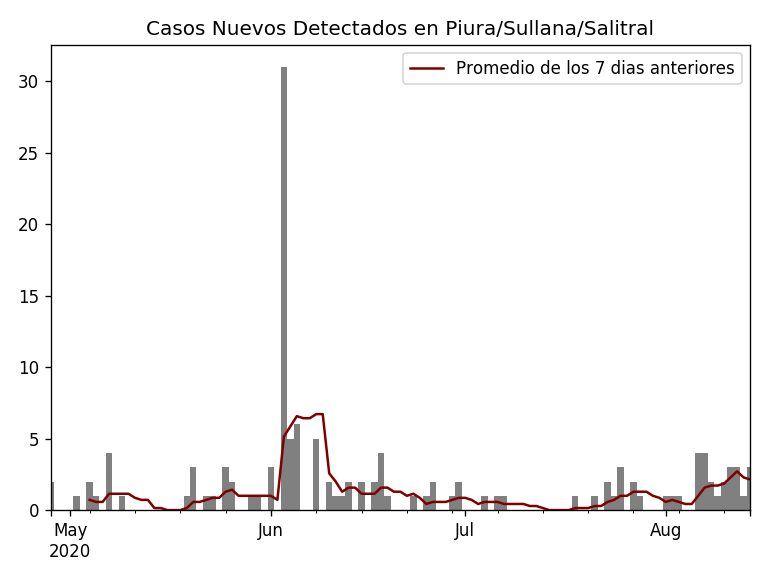 Casos Nuevos Detectados en Piura/Sullana/Salitral
Promedio de los 7 dias anteriores
30
25
20
15
10
5
0
May Jun Jul Aug
2020